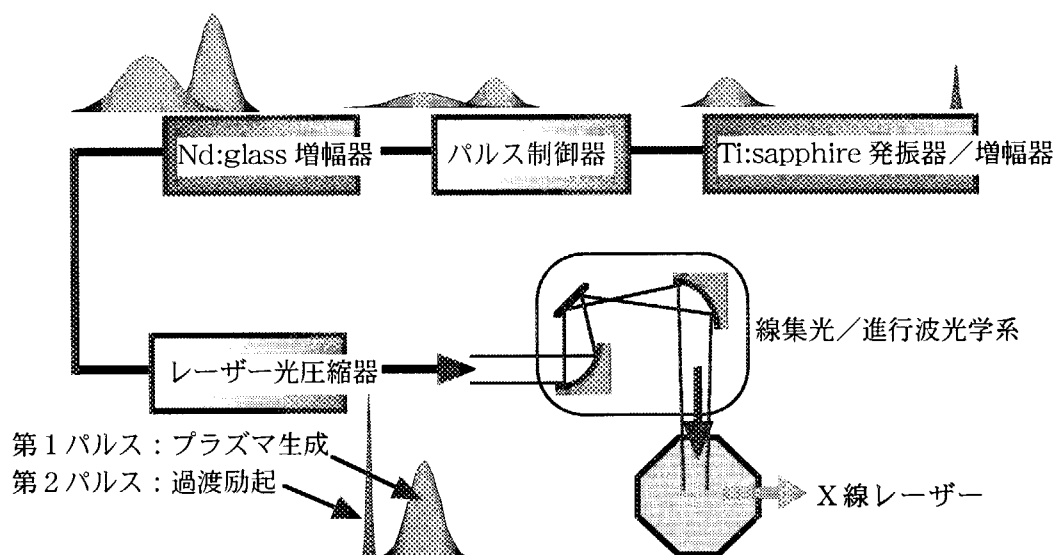 Nd:glass 増幅器
パルス制御器
Ti:sapphire 発振器／増幅器
線集光／進行波光学系
レーザー光圧縮器
第１パルス：プラズマ生成
第２パルス：過渡励起
X 線レーザー